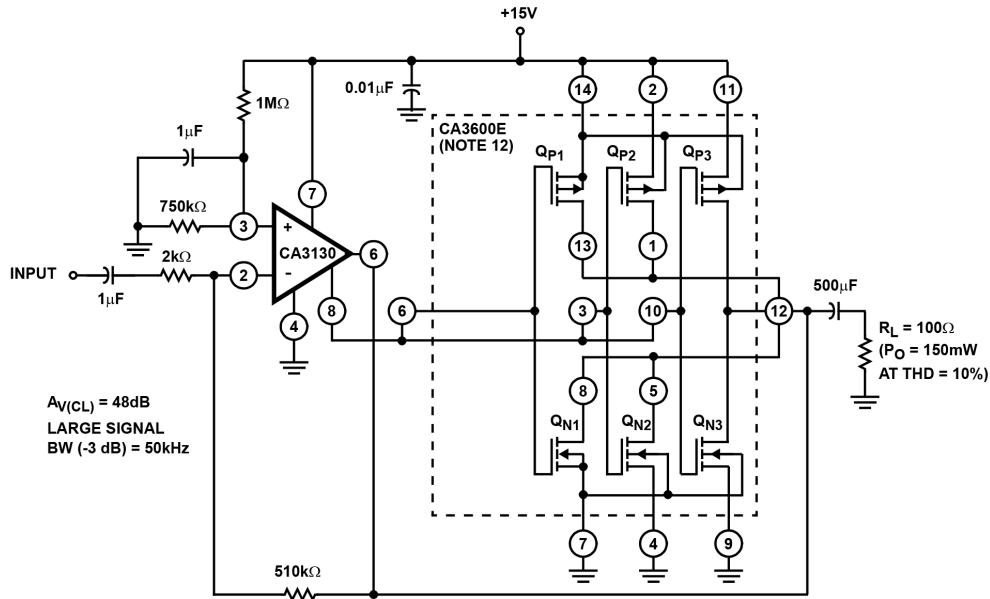 +15V
0.01μF
14
2
11
1MΩ
CA3600E
(NOTE 12)
1μF
QP1
QP2
QP3
7
750kΩ
3
+
CA3130
6
13
1
2kΩ
INPUT
2
-
1μF
8
6
3
10
12
500μF
4
RL = 100Ω
(PO = 150mW
AT THD = 10%)
8
5
AV(CL) = 48dB
LARGE SIGNAL
BW (-3 dB) = 50kHz
QN1
QN2
QN3
7
4
9
510kΩ